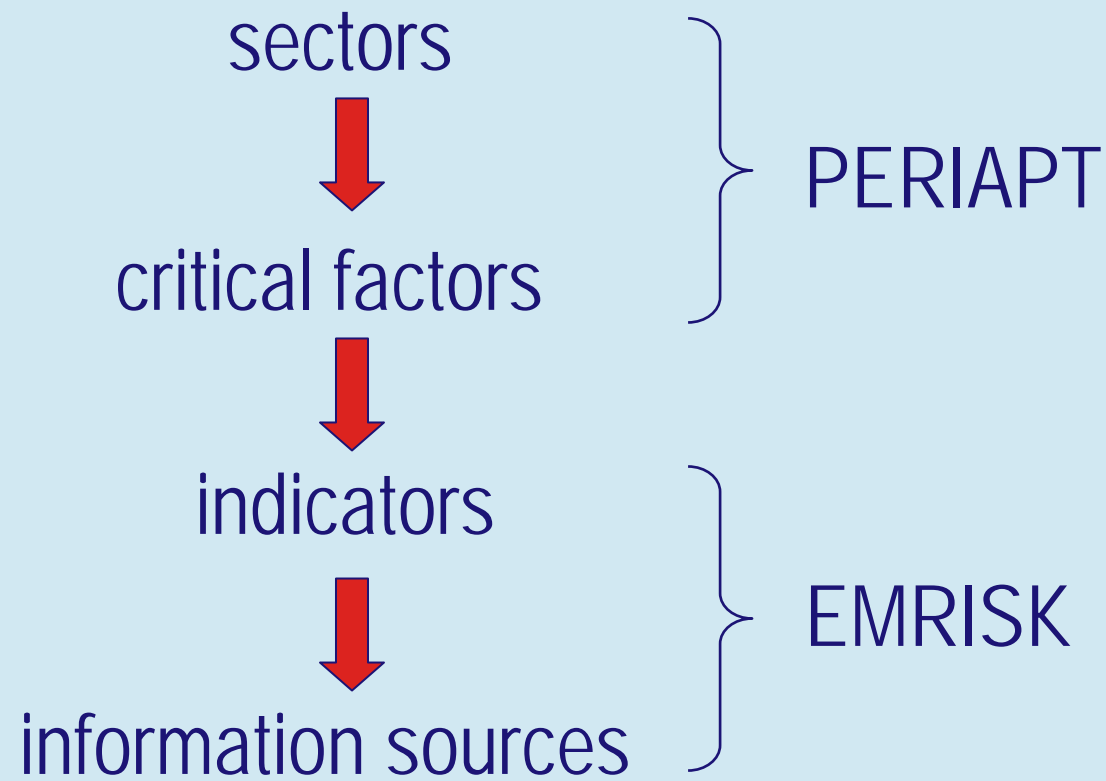 sectors
PERIAPT
critical factors
indicators
EMRISK
information sources